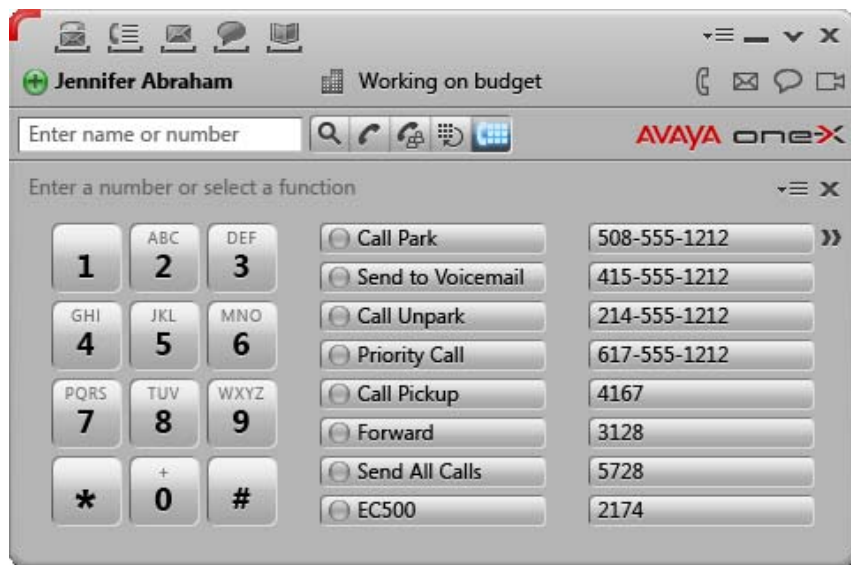 Jennifer Abraham Working on budget
Enter name or number AVAYA one-X
Enter a number or select a function
1 ABC 2 DEF 3
GHI 4 JKL 5 MNO 6
PQRS 7 TUV 8 WXYZ 9
* + 0 #
Call Park
Send to Voicemail
Call Unpark
Priority Call
Call Pickup
Forward
Send All Calls
EC500
508-555-1212
415-555-1212
214-555-1212
617-555-1212
4167
3128
5728
2174